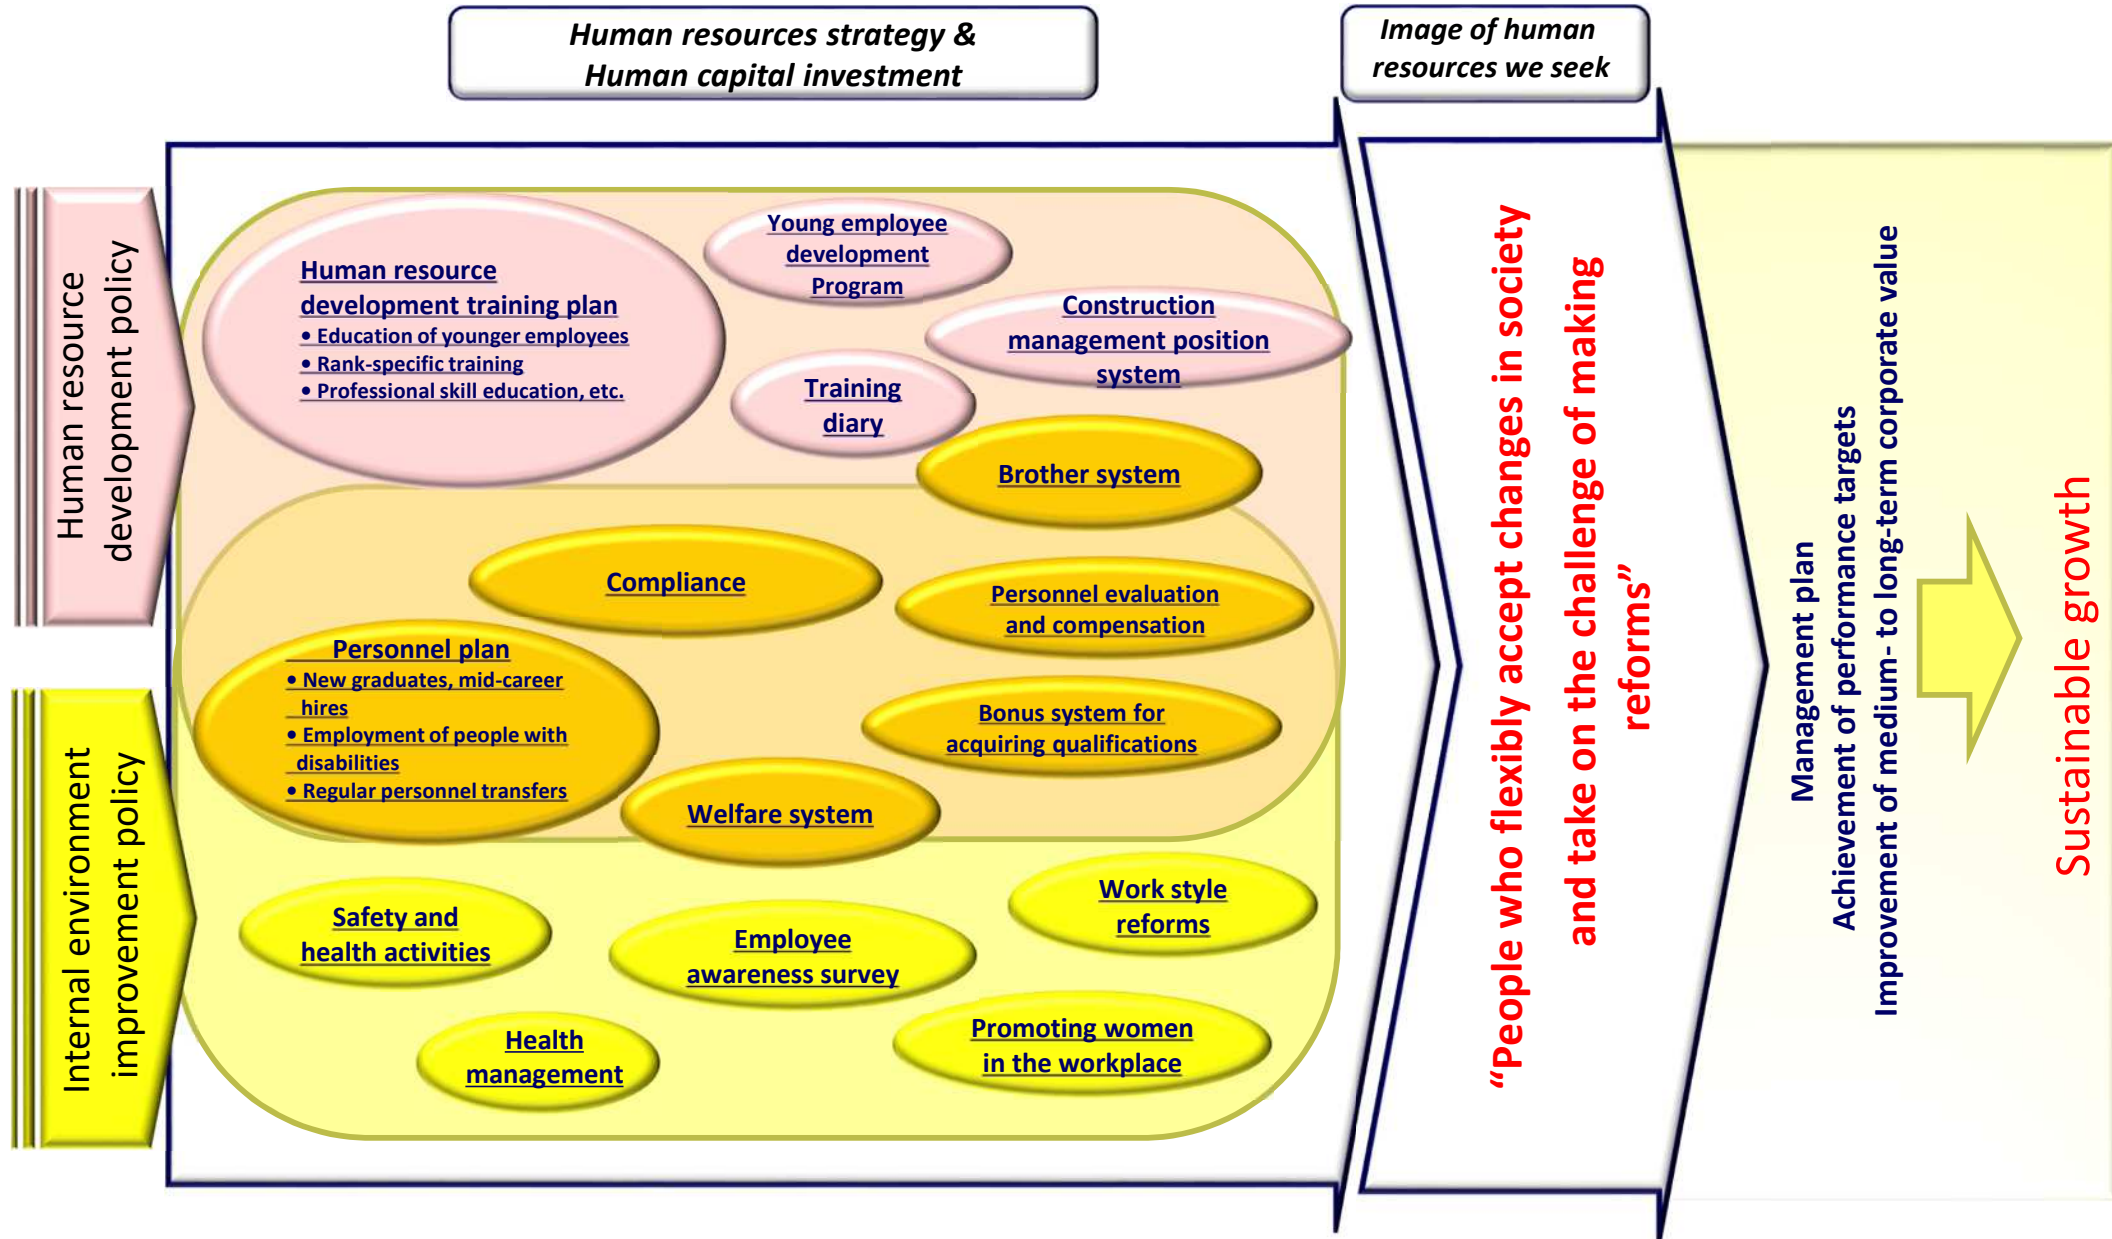 Human resources strategy &
Human capital investment
Image of human
resources we seek
Human resource
development policy
Internal environment
improvement policy
Human resource
development training plan
• Education of younger employees
• Rank-specific training
• Professional skill education, etc.
Young employee
development
Program
Construction
management position
system
Training
diary
Brother system
Compliance
Personnel evaluation
and compensation
Personnel plan
• New graduates, mid-career
hires
• Employment of people with
disabilities
• Regular personnel transfers
Bonus system for
acquiring qualifications
Welfare system
Work style
reforms
Safety and
health activities
Employee
awareness survey
Health
management
Promoting women
in the workplace
“People who flexibly accept changes in society
and take on the challenge of making
reforms”
Management plan
Achievement of performance targets
Improvement of medium- to long-term corporate value
Sustainable growth